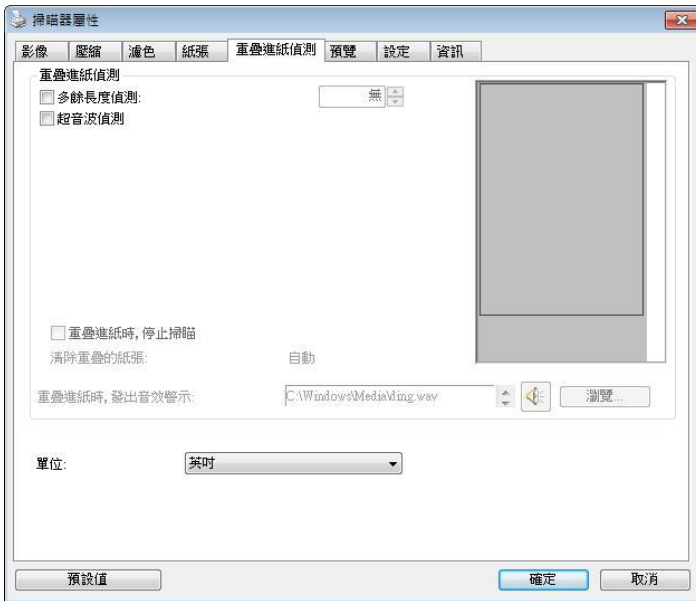 掃瞄器屬性
影像 壓縮 濾色 紙張 重疊進紙偵測 預覽 設定 資訊
重疊進紙偵測
多餘長度偵測: 無
超音波偵測
重疊進紙時, 停止掃瞄
清除重疊的紙張: 自動
重疊進紙時, 發出音效警示: C:\Windows\Media\ding.wav 瀏覽...
單位: 英吋
預設值 確定 取消